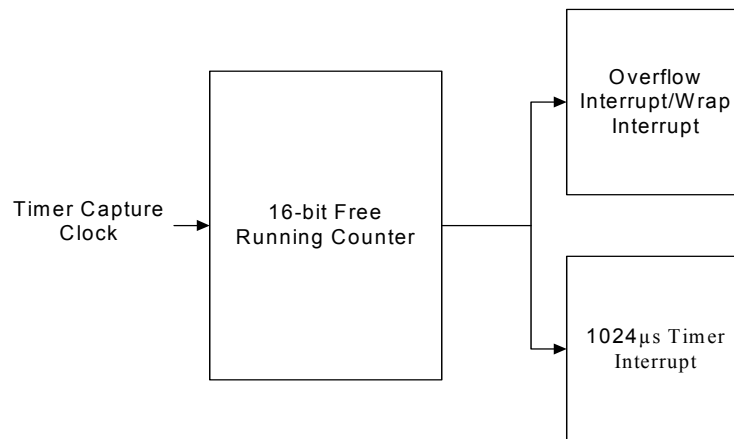 Overflow
Interrupt/Wrap
Interrupt
Timer Capture
Clock
16-bit Free
Running Counter
1024µs Timer
Interrupt